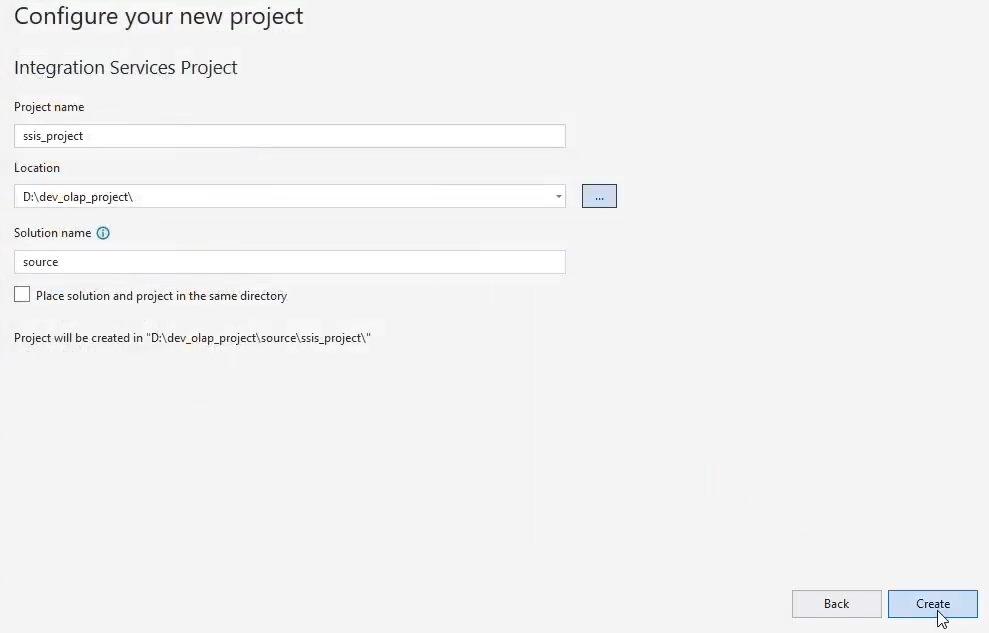 Configure your new project
Integration Services Project
Project name
ssis_project
Location
D:\dev_olap_project\
...
Solution name
source
Place solution and project in the same directory
Project will be created in "D:\dev_olap_project\source\ssis_project\"
Back
Create